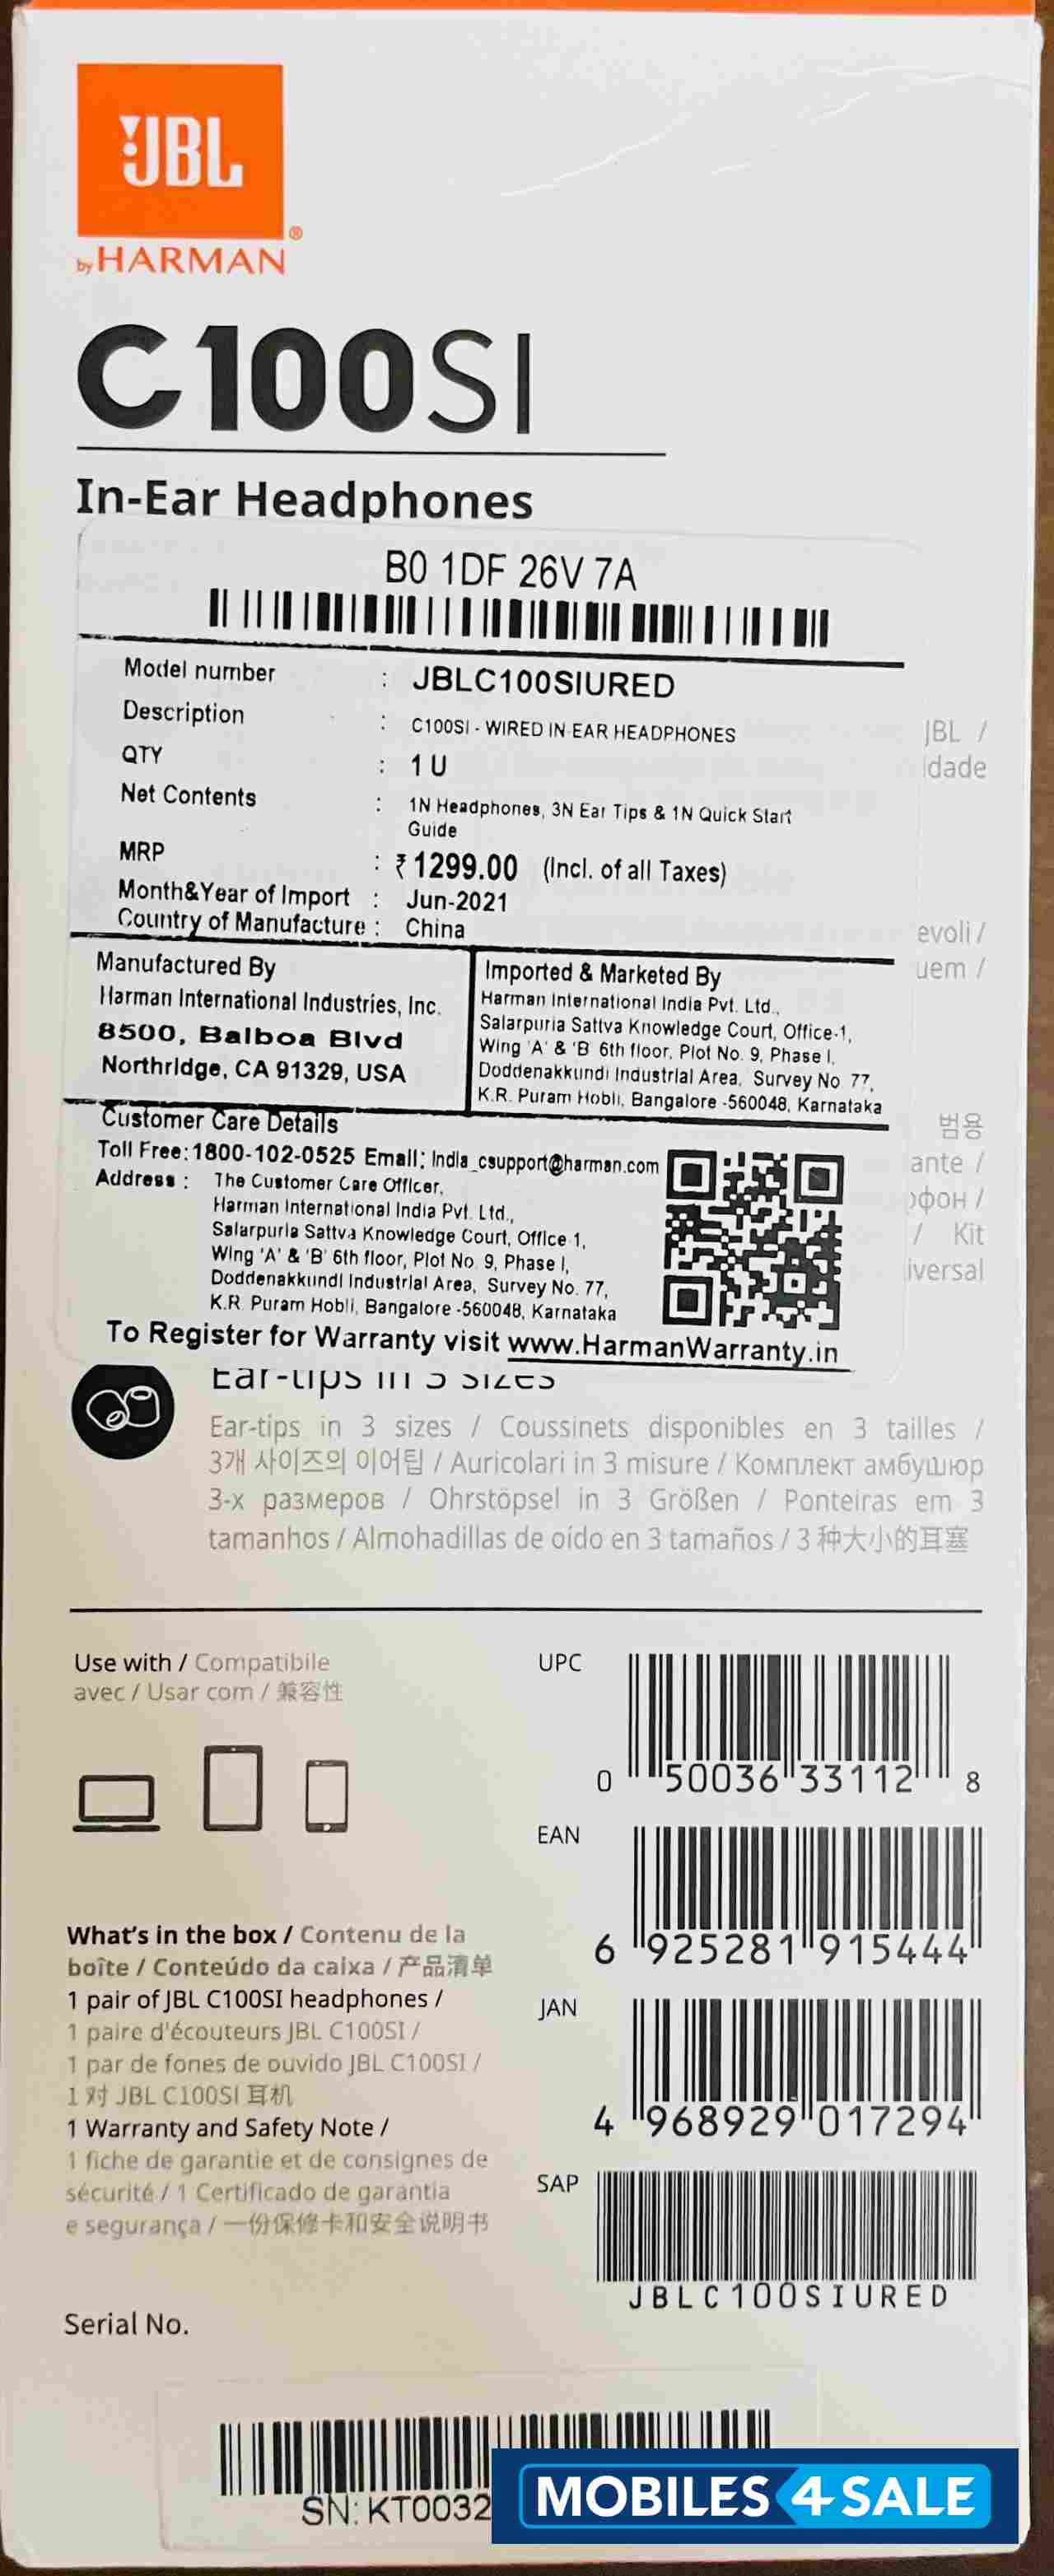 JBL
®
by HARMAN
C100SI
In-Ear Headphones
B0 1DF 26V 7A
Model number : JBLC100SIURED
Description : C100SI - WIRED IN-EAR HEADPHONES
QTY : 1 U
Net Contents : 1N Headphones, 3N Ear Tips & 1N Quick Start
Guide
MRP : ₹ 1299.00 (Incl. of all Taxes)
Month&Year of Import : Jun-2021
Country of Manufacture : China
JBL /
idade
evoli /
uem /
Manufactured By
Harman International Industries, Inc.
8500, Balboa Blvd
Northridge, CA 91329, USA
Imported & Marketed By
Harman International India Pvt. Ltd.,
Salarpuria Sattva Knowledge Court, Office-1,
Wing 'A' & 'B' 6th floor, Plot No. 9, Phase I,
Doddenakkundi Industrial Area, Survey No. 77,
K.R. Puram Hobli, Bangalore -560048, Karnataka
Customer Care Details
Toll Free: 1800-102-0525 Email: India_csupport@harman.com
Address : The Customer Care Officer,
Harman International India Pvt. Ltd.,
Salarpuria Sattva Knowledge Court, Office-1,
Wing 'A' & 'B' 6th floor, Plot No. 9, Phase I,
Doddenakkundi Industrial Area, Survey No. 77,
K.R. Puram Hobli, Bangalore -560048, Karnataka
To Register for Warranty visit www.HarmanWarranty.in
범용
ante /
фон /
/ Kit
iversal
Ear-tips in 3 sizes
Ear-tips in 3 sizes / Coussinets disponibles en 3 tailles /
3개 사이즈의 이어팁 / Auricolari in 3 misure / Комплект амбушюр
3-х размеров / Ohrstöpsel in 3 Größen / Ponteiras em 3
tamanhos / Almohadillas de oído en 3 tamaños / 3 种大小的耳塞
Use with / Compatibile
avec / Usar com / 兼容性
What's in the box / Contenu de la
boîte / Conteúdo da caixa / 产品清单
1 pair of JBL C100SI headphones /
1 paire d'écouteurs JBL C100SI /
1 par de fones de ouvido JBL C100SI /
1 对 JBL C100SI 耳机
1 Warranty and Safety Note /
1 fiche de garantie et de consignes de
sécurité / 1 Certificado de garantia
e segurança / 一份保修卡和安全说明书
UPC
0 50036 33112 8
EAN
6 925281 915444
JAN
4 968929 017294
SAP
JBLC100SIURED
Serial No.
SN: KT0032
MOBILES 4 SALE